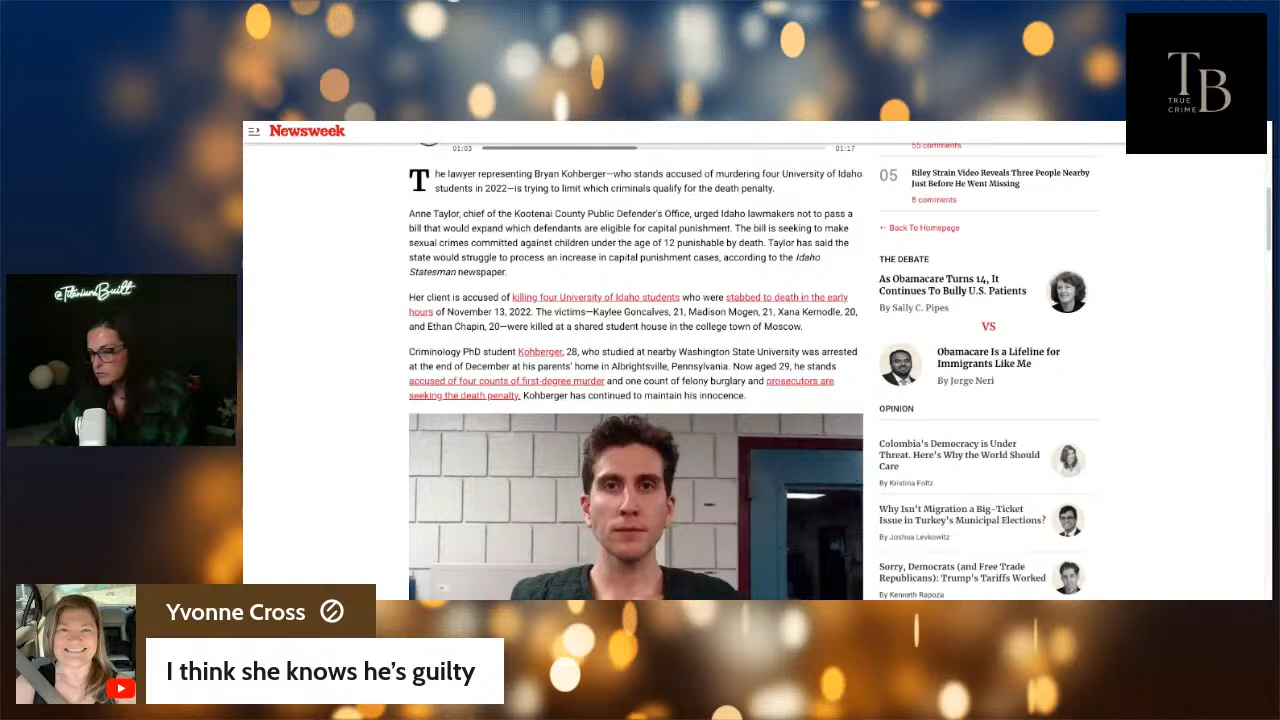 TB
TRUE
CRIME
Newsweek
01:03
01:17
The lawyer representing Bryan Kohberger—who stands accused of murdering four University of Idaho
students in 2022—is trying to limit which criminals qualify for the death penalty.
Anne Taylor, chief of the Kootenai County Public Defender's Office, urged Idaho lawmakers not to pass a
bill that would expand which defendants are eligible for capital punishment. The bill is seeking to make
sexual crimes committed against children under the age of 12 punishable by death. Taylor has said the
state would struggle to process an increase in capital punishment cases, according to the Idaho
Statesman newspaper.
Her client is accused of killing four University of Idaho students who were stabbed to death in the early
hours of November 13, 2022. The victims—Kaylee Goncalves, 21, Madison Mogen, 21, Xana Kernodle, 20,
and Ethan Chapin, 20—were killed at a shared student house in the college town of Moscow.
Criminology PhD student Kohberger, 28, who studied at nearby Washington State University was arrested
at the end of December at his parents' home in Albrightsville, Pennsylvania. Now aged 29, he stands
accused of four counts of first-degree murder and one count of felony burglary and prosecutors are
seeking the death penalty. Kohberger has continued to maintain his innocence.
55 comments
05
Riley Strain Video Reveals Three People Nearby
Just Before He Went Missing
8 comments
← Back To Homepage
THE DEBATE
As Obamacare Turns 14, It
Continues To Bully U.S. Patients
By Sally C. Pipes
VS
Obamacare Is a Lifeline for
Immigrants Like Me
By Jorge Neri
OPINION
Colombia's Democracy is Under
Threat. Here's Why the World Should
Care
By Kristina Foltz
Why Isn't Migration a Big-Ticket
Issue in Turkey's Municipal Elections?
By Joshua Levkowitz
Sorry, Democrats (and Free Trade
Republicans): Trump's Tariffs Worked
By Kenneth Rapoza
@TitaniumBuilt
Yvonne Cross
I think she knows he's guilty